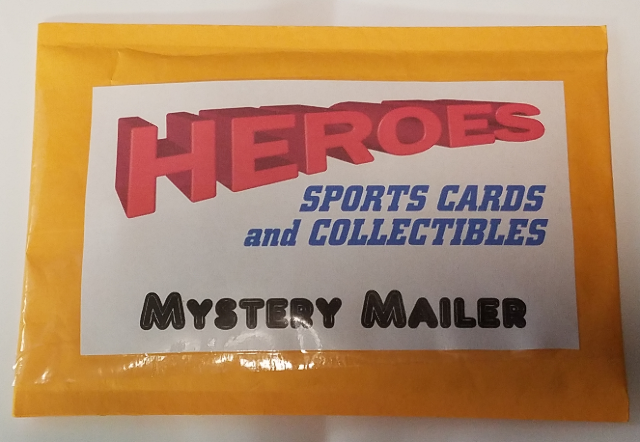 HEROES
SPORTS CARDS
and COLLECTIBLES
MYSTERY MAILER